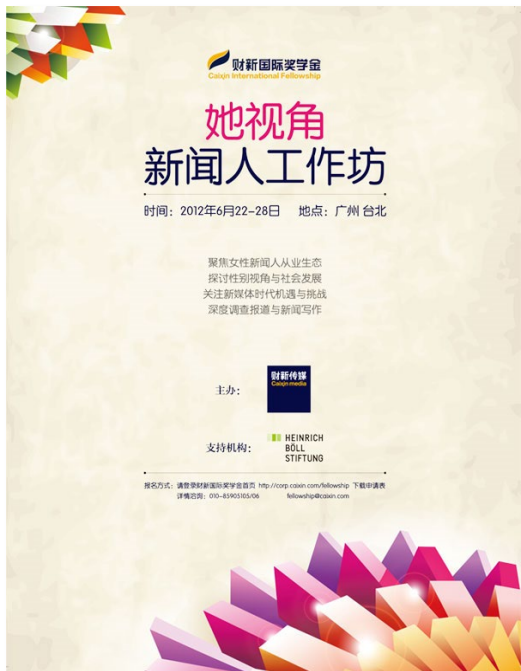 财新国际奖学金
Caixin International Fellowship
她视角
新闻人工作坊
时间：2012年6月22-28日 地点：广州 台北
聚焦女性新闻人从业生态
探讨性别视角与社会发展
关注新媒体时代机遇与挑战
深度调查报道与新闻写作
主办：
财新传媒
Caixin media
支持机构：
HEINRICH
BÖLL
STIFTUNG
报名方式：请登录财新国际奖学金首页 http://corp.caixin.com/fellowship 下载申请表
详情咨询：010-85905105/06 fellowship@caixin.com